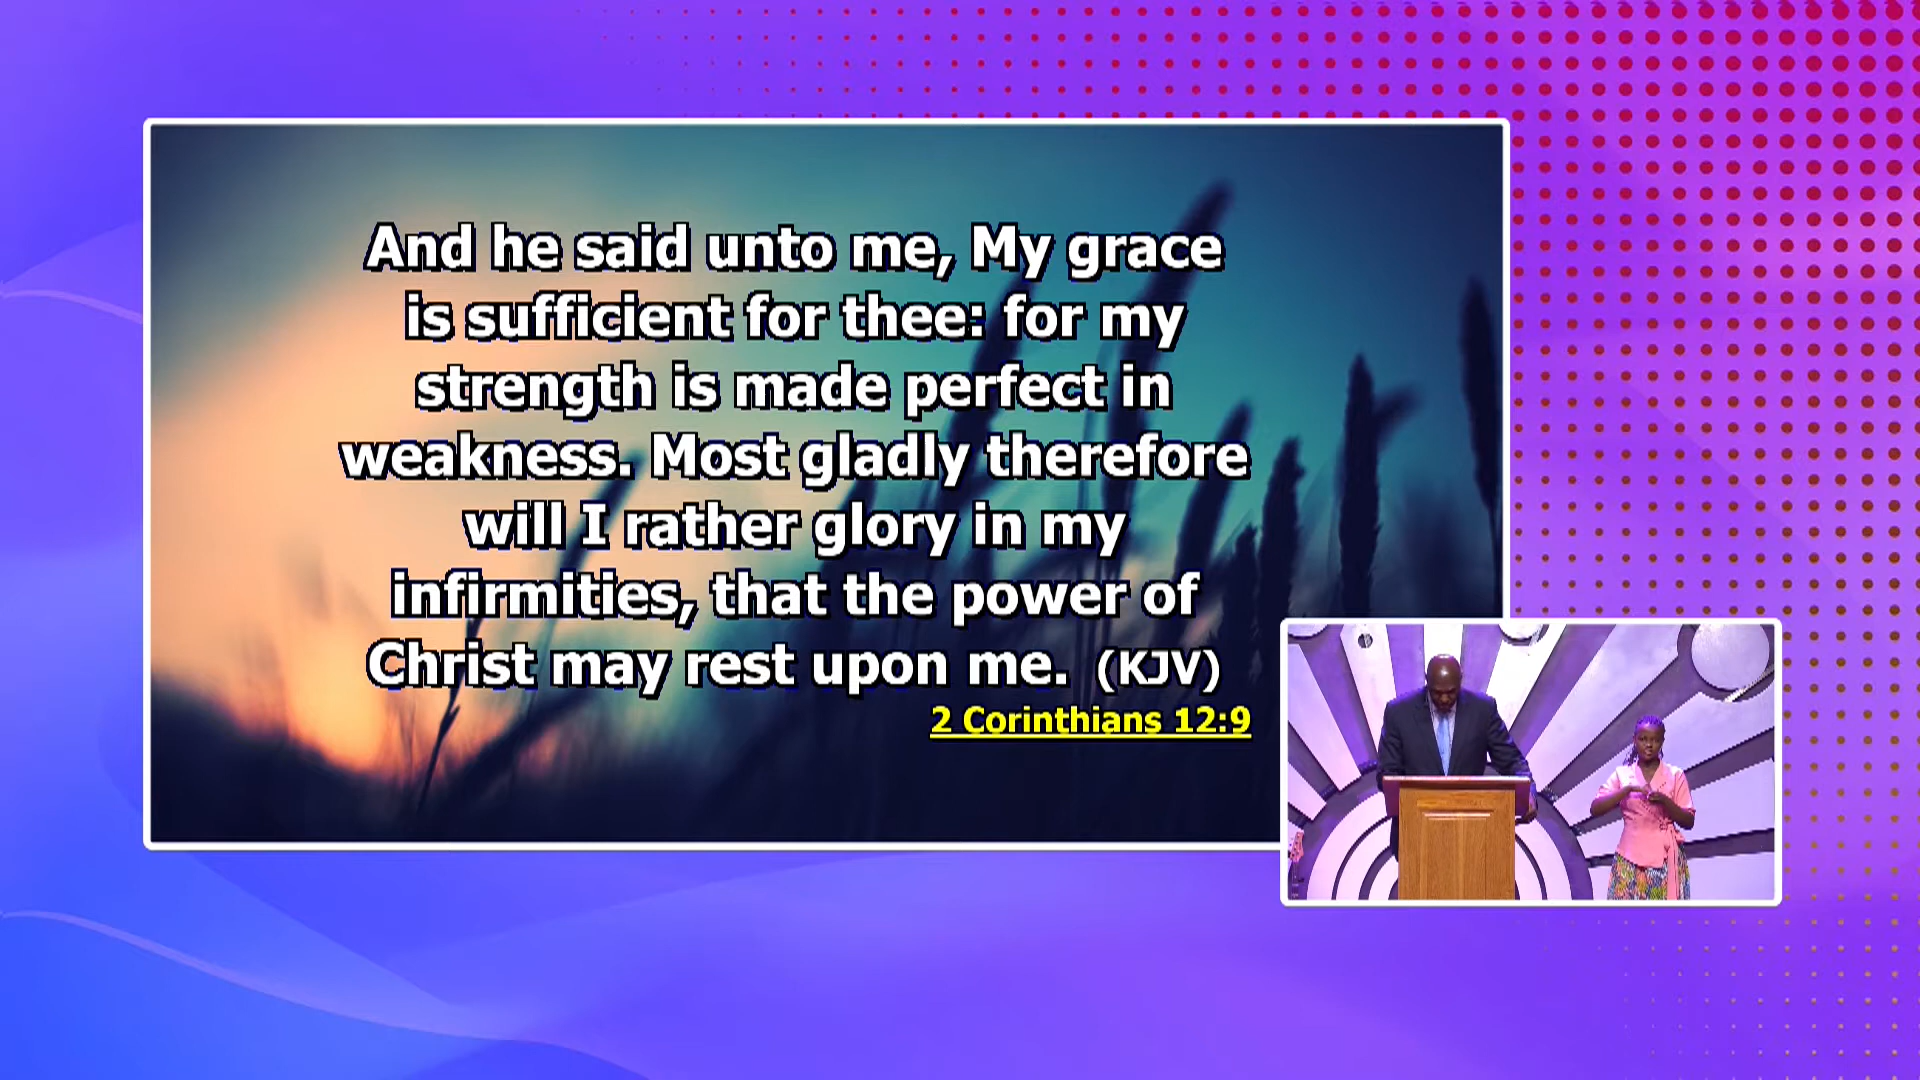 And he said unto me, My grace
is sufficient for thee: for my
strength is made perfect in
weakness. Most gladly therefore
will I rather glory in my
infirmities, that the power of
Christ may rest upon me. (KJV)
2 Corinthians 12:9